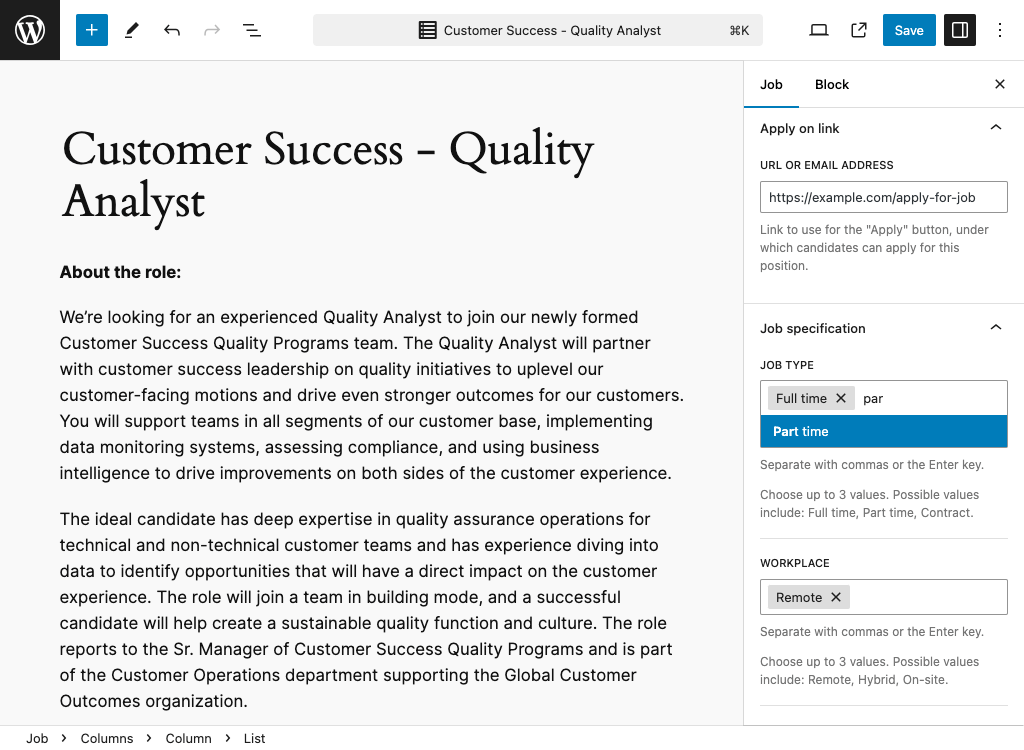 Customer Success - Quality Analyst
⌘K
Save
Job
Block
Customer Success – Quality
Analyst
About the role:
We’re looking for an experienced Quality Analyst to join our newly formed
Customer Success Quality Programs team. The Quality Analyst will partner
with customer success leadership on quality initiatives to uplevel our
customer-facing motions and drive even stronger outcomes for our customers.
You will support teams in all segments of our customer base, implementing
data monitoring systems, assessing compliance, and using business
intelligence to drive improvements on both sides of the customer experience.
The ideal candidate has deep expertise in quality assurance operations for
technical and non-technical customer teams and has experience diving into
data to identify opportunities that will have a direct impact on the customer
experience. The role will join a team in building mode, and a successful
candidate will help create a sustainable quality function and culture. The role
reports to the Sr. Manager of Customer Success Quality Programs and is part
of the Customer Operations department supporting the Global Customer
Outcomes organization.
Apply on link
URL OR EMAIL ADDRESS
https://example.com/apply-for-job
Link to use for the "Apply" button, under
which candidates can apply for this
position.
Job specification
JOB TYPE
Full time par
Part time
Separate with commas or the Enter key.
Choose up to 3 values. Possible values
include: Full time, Part time, Contract.
WORKPLACE
Remote
Separate with commas or the Enter key.
Choose up to 3 values. Possible values
include: Remote, Hybrid, On-site.
Job > Columns > Column > List